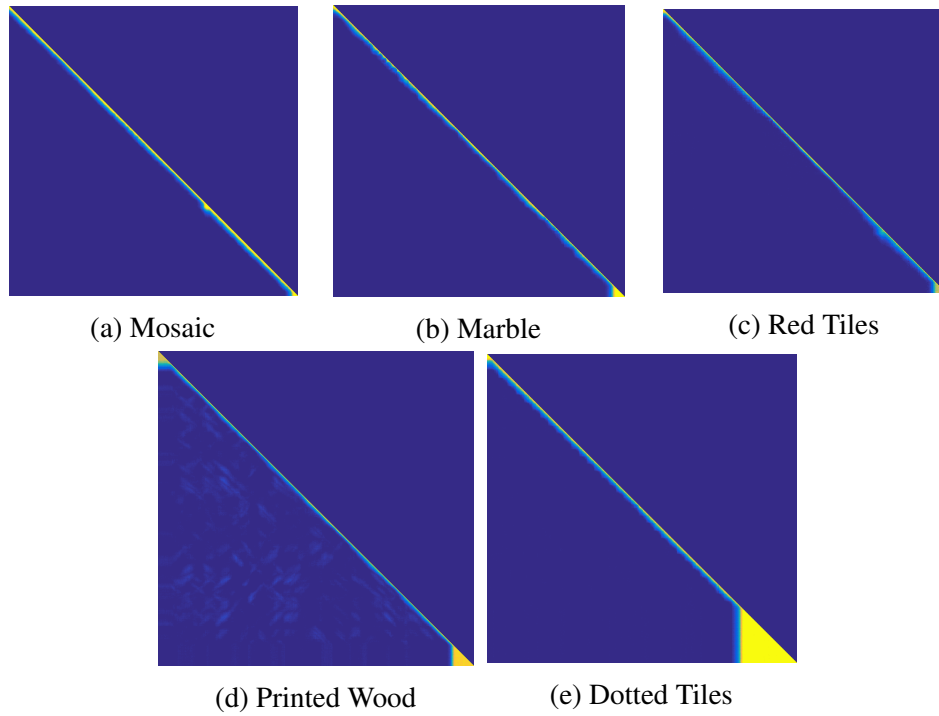 (a) Mosaic
(b) Marble
(c) Red Tiles
(d) Printed Wood
(e) Dotted Tiles